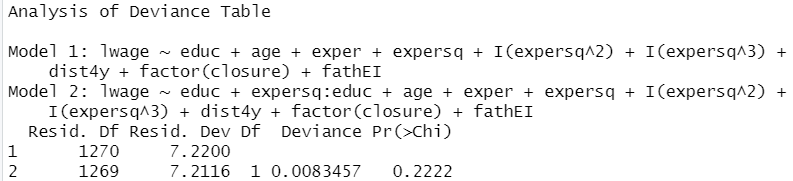 Analysis of Deviance Table
Model 1: lwage ~ educ + age + exper + expersq + I(expersq^2) + I(expersq^3) +
dist4y + factor(closure) + fathEI
Model 2: lwage ~ educ + expersq:educ + age + exper + expersq + I(expersq^2) +
I(expersq^3) + dist4y + factor(closure) + fathEI
Resid. Df Resid. Dev Df Deviance Pr(>Chi)
1 1270 7.2200
2 1269 7.2116 1 0.0083457 0.2222